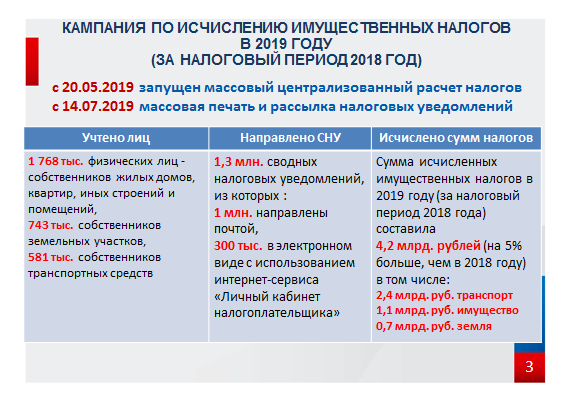 КАМПАНИЯ ПО ИСЧИСЛЕНИЮ ИМУЩЕСТВЕННЫХ НАЛОГОВ
В 2019 ГОДУ
(ЗА НАЛОГОВЫЙ ПЕРИОД 2018 ГОД)
с 20.05.2019 запущен массовый централизованный расчет налогов
с 14.07.2019 массовая печать и рассылка налоговых уведомлений
Учтено лиц
1 768 тыс. физических лиц -
собственников жилых домов,
квартир, иных строений и
помещений,
743 тыс. собственников
земельных участков,
581 тыс. собственников
транспортных средств
Направлено СНУ
1,3 млн. сводных
налоговых уведомлений,
из которых :
1 млн. направлены
почтой,
300 тыс. в электронном
виде с использованием
интернет-сервиса
«Личный кабинет
налогоплательщика»
Исчислено сумм налогов
Сумма исчисленных
имущественных налогов в
2019 году (за налоговый
период 2018 года)
составила
4,2 млрд. рублей (на 5%
больше, чем в 2018 году)
в том числе:
2,4 млрд. руб. транспорт
1,1 млрд. руб. имущество
0,7 млрд. руб. земля
3